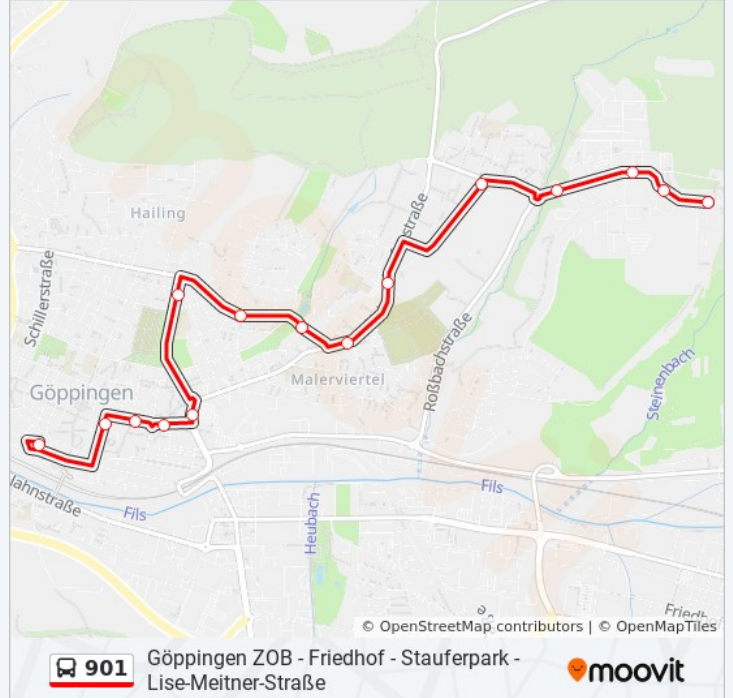 Hailing
Schillerstraße
straße
Göppingen
Malerviertel
Roßbachstraße
Steinenbach
lahnstraße
Fils
Fils
Heubach
Friedh
© OpenStreetMap contributors | © OpenMapTiles
901
Göppingen ZOB - Friedhof - Stauferpark -
Lise-Meitner-Straße
moovit